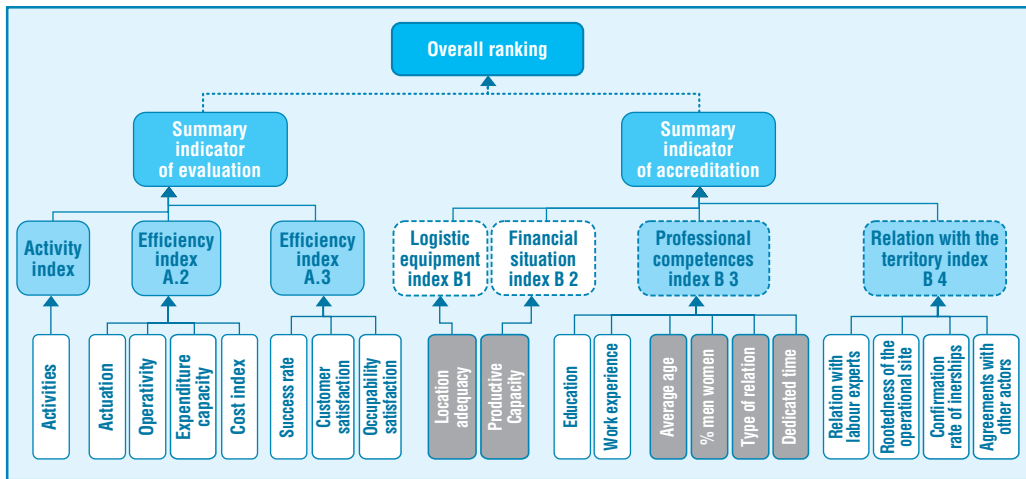 Overall ranking
Summary
indicator
of evaluation
Summary
indicator
of accreditation
Activity
index
Efficiency
index
A.2
Efficiency
index
A.3
Logistic
equipment
index B1
Financial
situation
index B 2
Professional
competences
index B 3
Relation with the
territory index
B 4
Activities
Actuation
Operativity
Expenditure
capacity
Cost index
Success rate
Customer
satisfaction
Occupability
satisfaction
Location
adequacy
Productive
Capacity
Education
Work experience
Average age
% men women
Type of relation
Dedicated time
Relation with
labour experts
Rootedness of the
operational site
Confirmation
rate of inerships
Agreements with
other actors